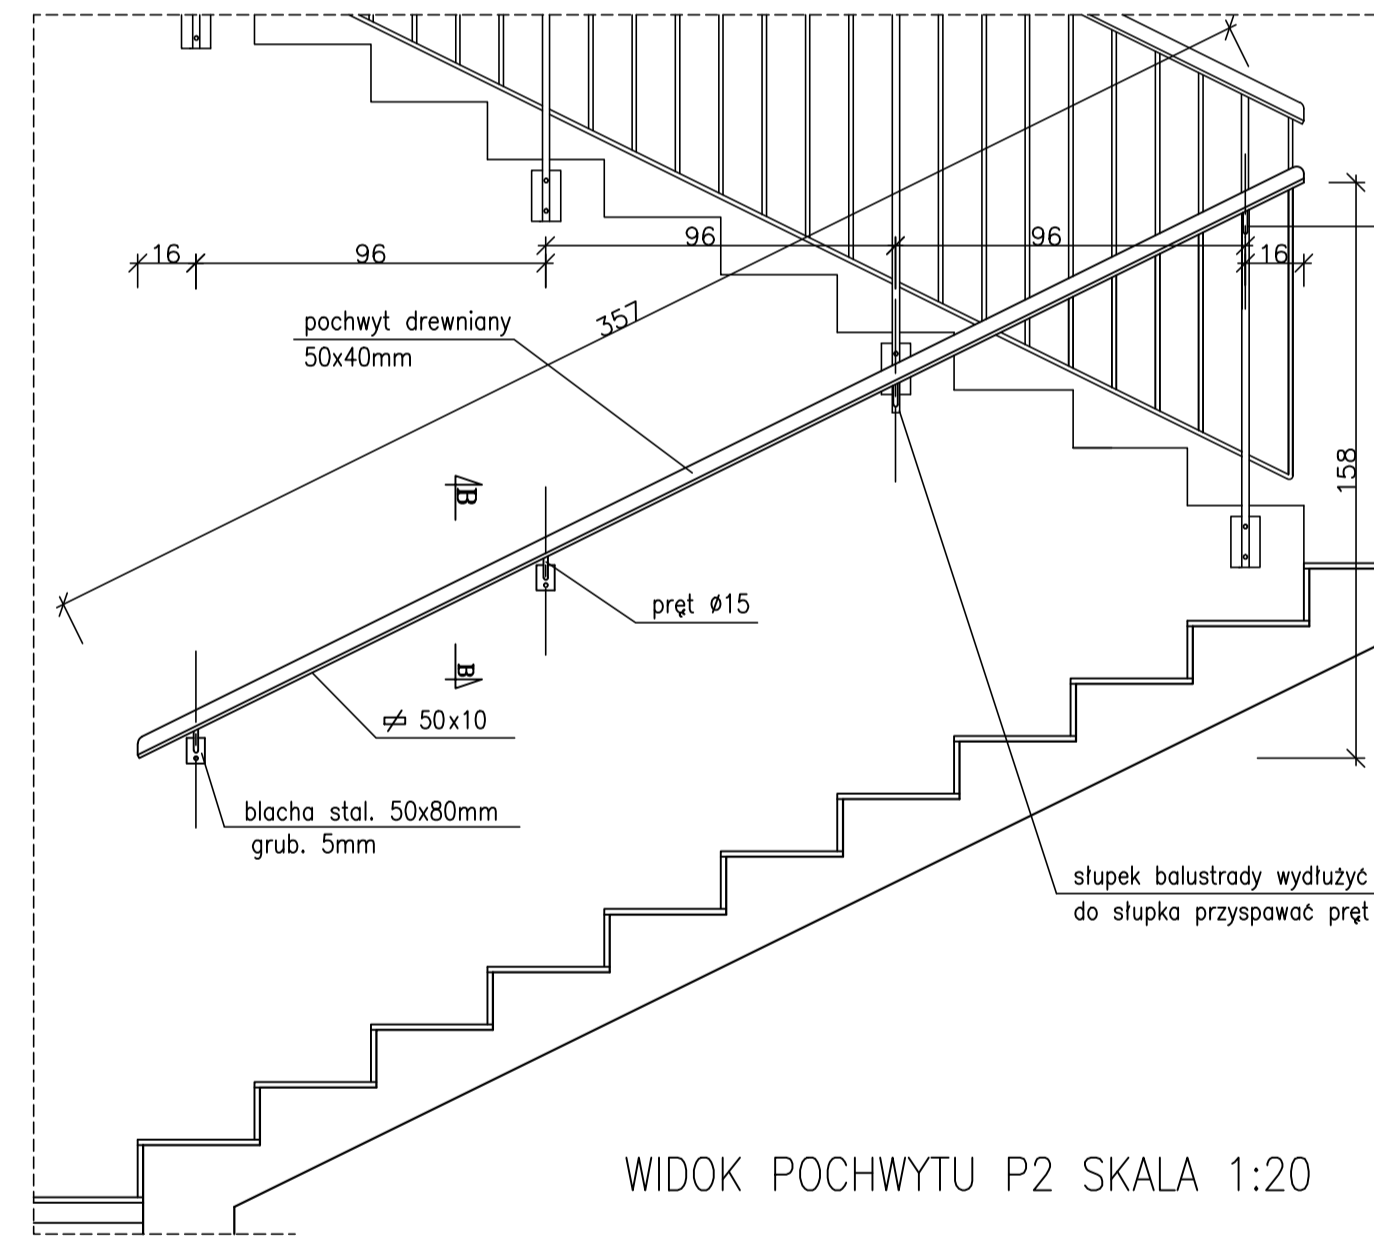 16
96
96
96
16
357
pochwyt drewniany
50x40mm
158
B
pręt ø15
B
50x10
blacha stal. 50x80mm
grub. 5mm
słupek balustrady wydłużyć
do słupka przyspawać pręt
WIDOK POCHWYTU P2 SKALA 1:20